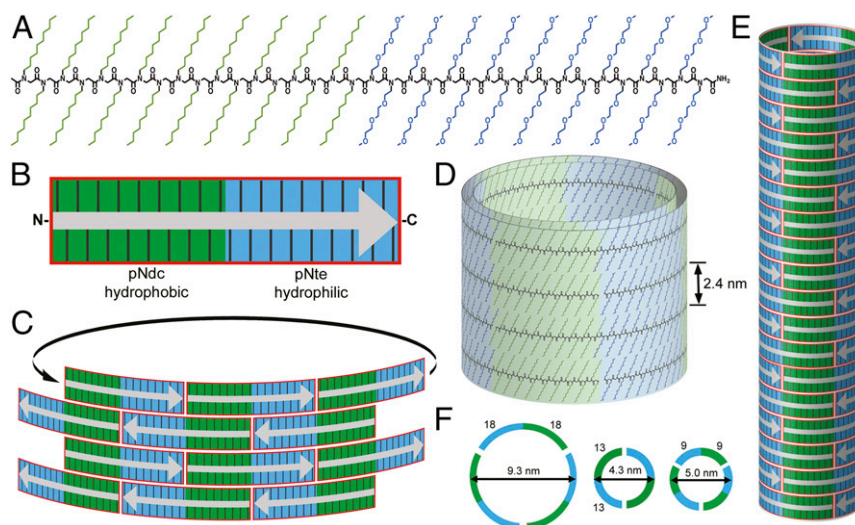 A
N
O
NH₂
B
N-
-C
pNdc
hydrophobic
pNte
hydrophilic
C
D
2.4 nm
E
F
18
18
9.3 nm
13
4.3 nm
13
9
9
5.0 nm